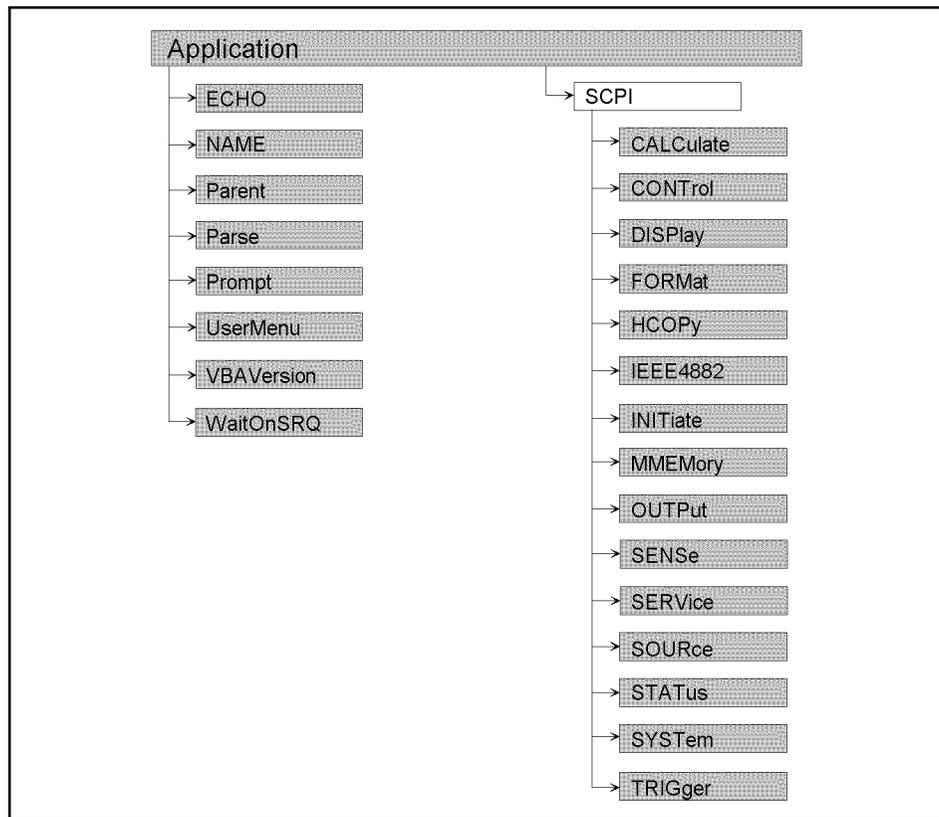 Application
ECHO
NAME
Parent
Parse
Prompt
UserMenu
VBAVersion
WaitOnSRQ
SCPI
CALCulate
CONTrol
DISPlay
FORMat
HCOPy
IEEE4882
INITiate
MMEMory
OUTPut
SENSe
SERVice
SOURce
STATus
SYSTem
TRIGger